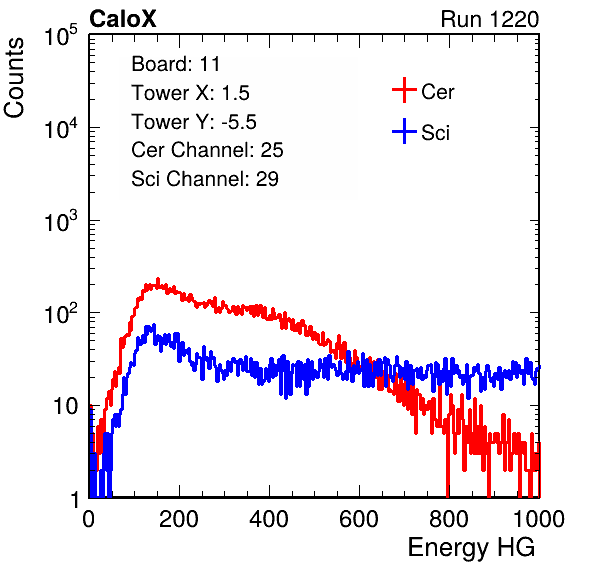 CaloX Run 1220
Counts
10^5
10^4
10^3
10^2
10
1
Board: 11
Tower X: 1.5
Tower Y: -5.5
Cer Channel: 25
Sci Channel: 29
Cer
Sci
0 200 400 600 800 1000
Energy HG